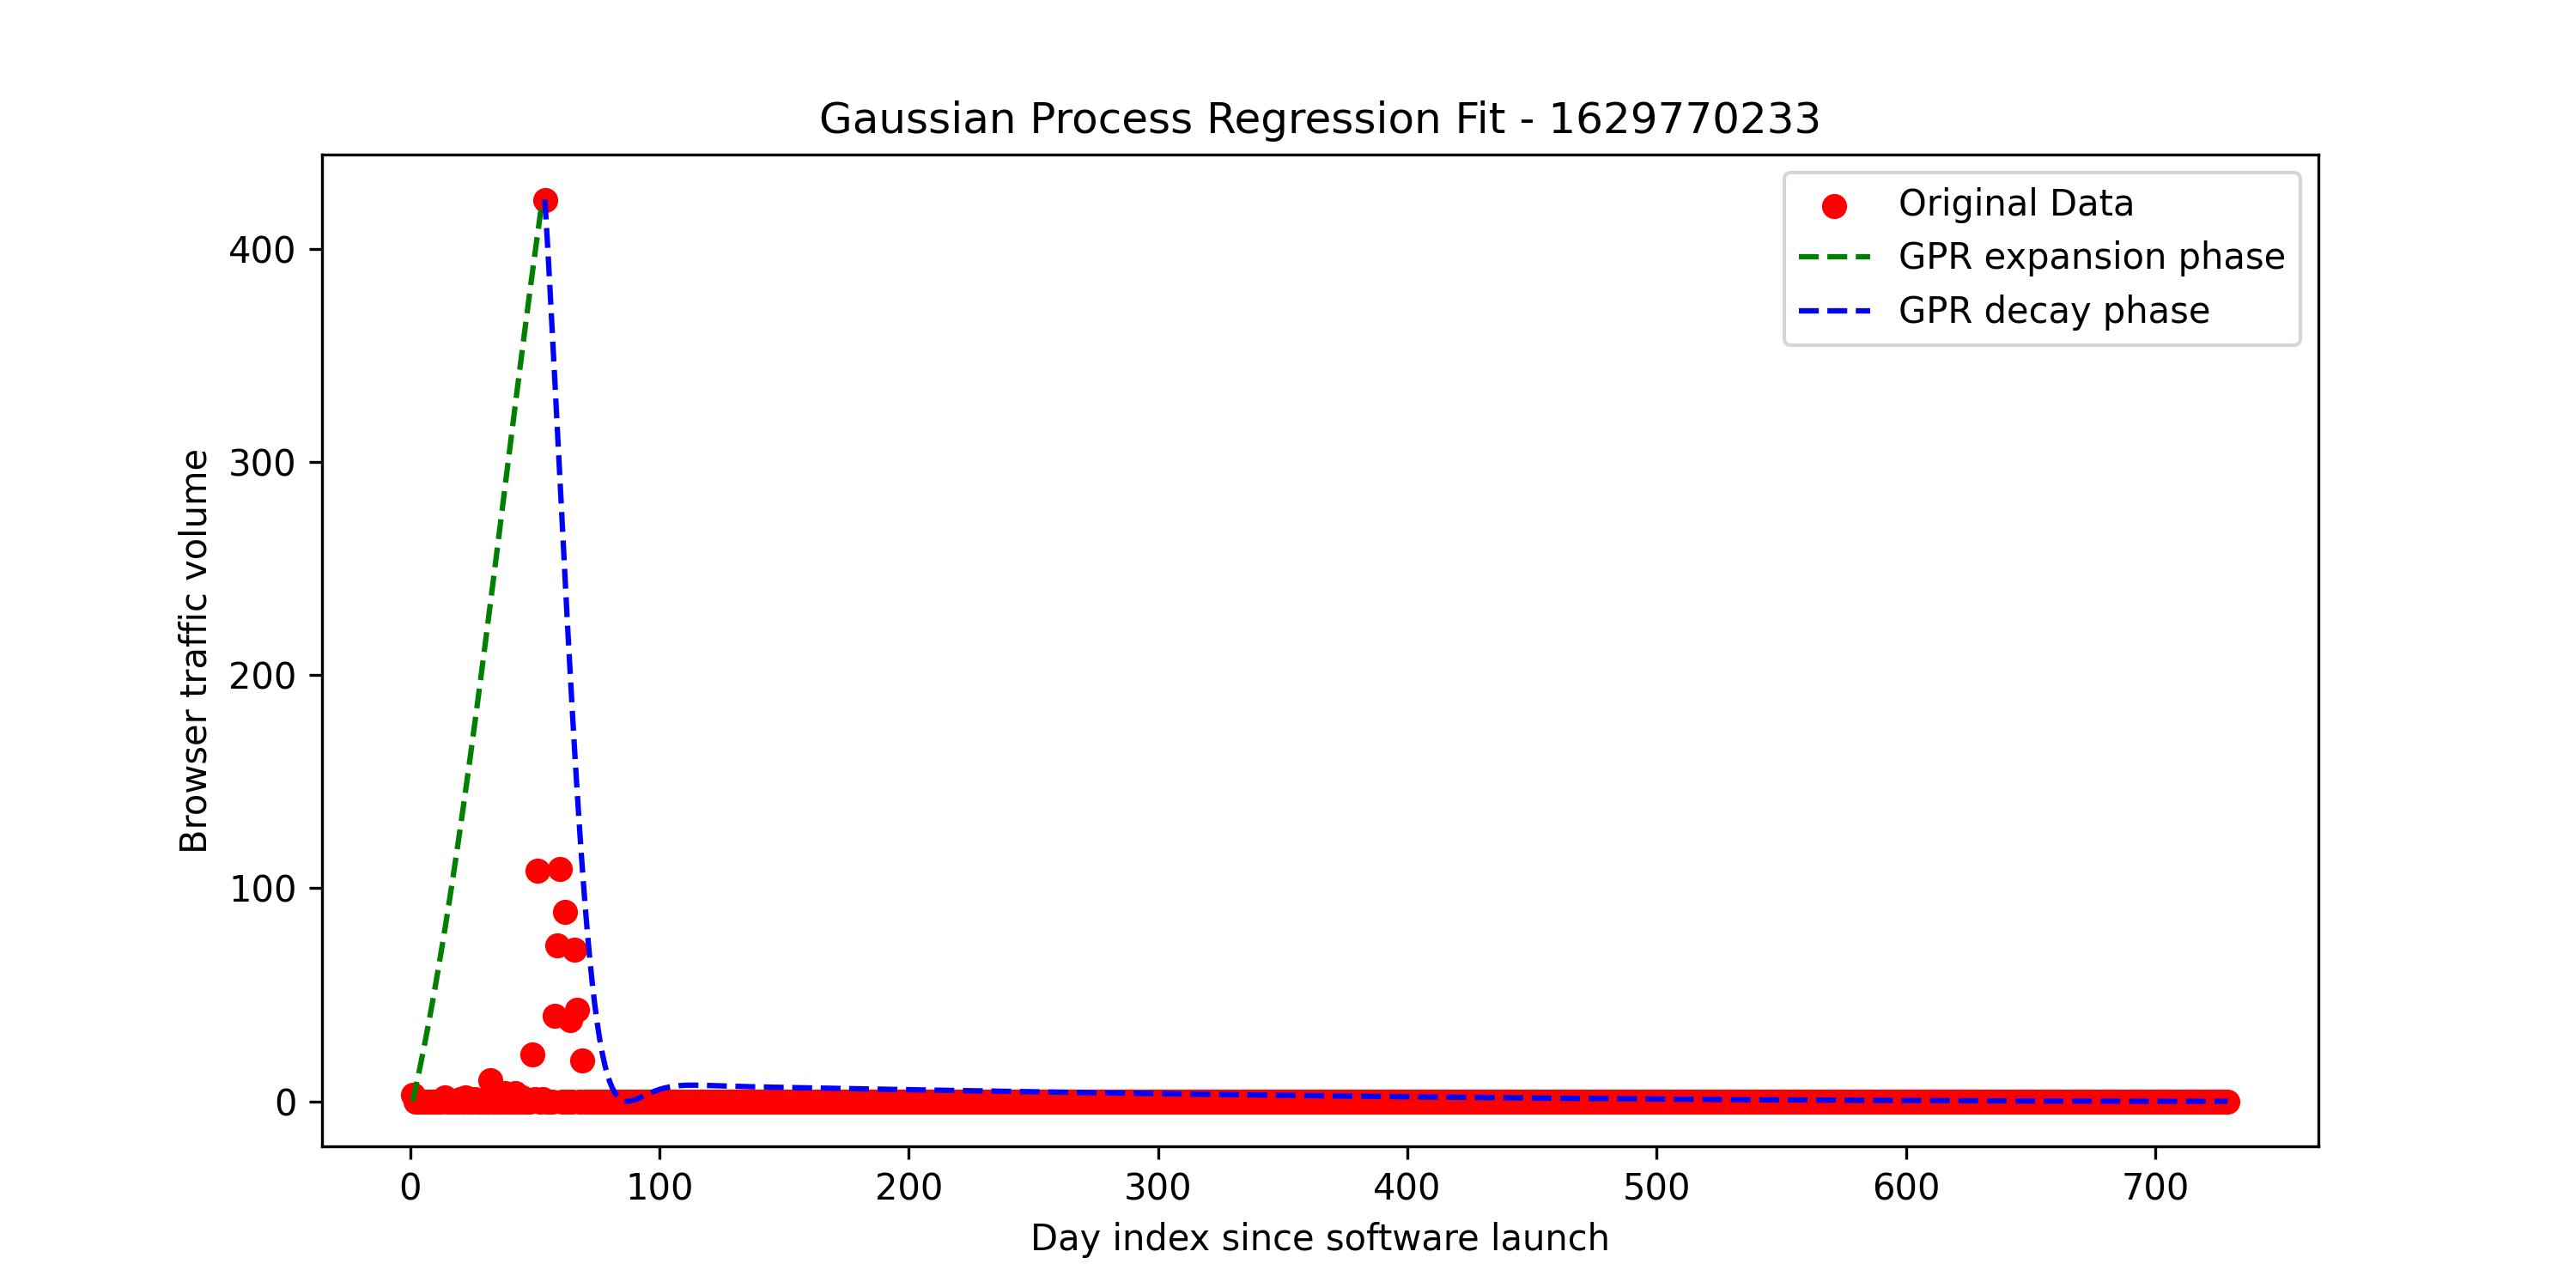 Gaussian Process Regression Fit - 1629770233
Original Data
GPR expansion phase
GPR decay phase
Browser traffic volume
400
300
200
100
0
0 100 200 300 400 500 600 700
Day index since software launch